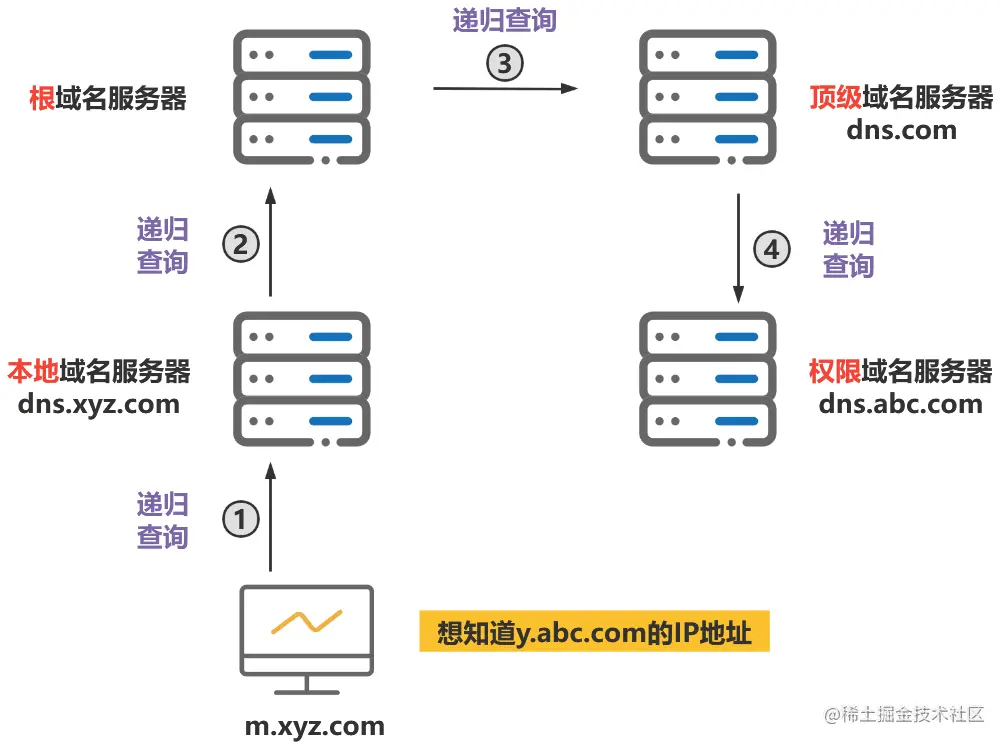 递归查询
③
根域名服务器
顶级域名服务器
dns.com
递归
查询
②
④
递归
查询
本地域名服务器
dns.xyz.com
权限域名服务器
dns.abc.com
递归
查询
①
想知道y.abc.com的IP地址
m.xyz.com
@稀土掘金技术社区